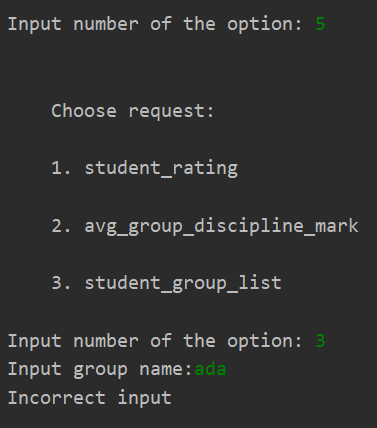 Input number of the option: 5
Choose request:
1. student_rating
2. avg_group_discipline_mark
3. student_group_list
Input number of the option: 3
Input group name:ada
Incorrect input